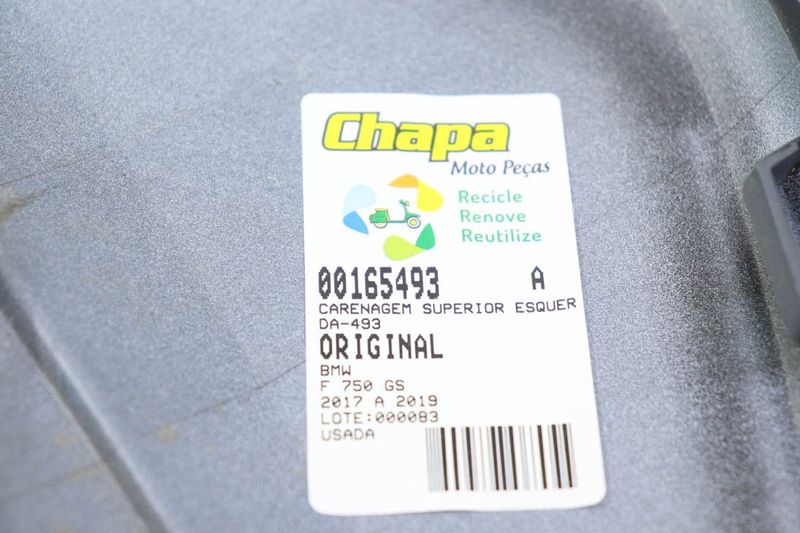 Chapa
Moto Peças
Recicle
Renove
Reutilize
00165493 A
CARENAGEM SUPERIOR ESQUER
DA-493
ORIGINAL
BMW
F 750 GS
2017 A 2019
LOTE:000083
USADA